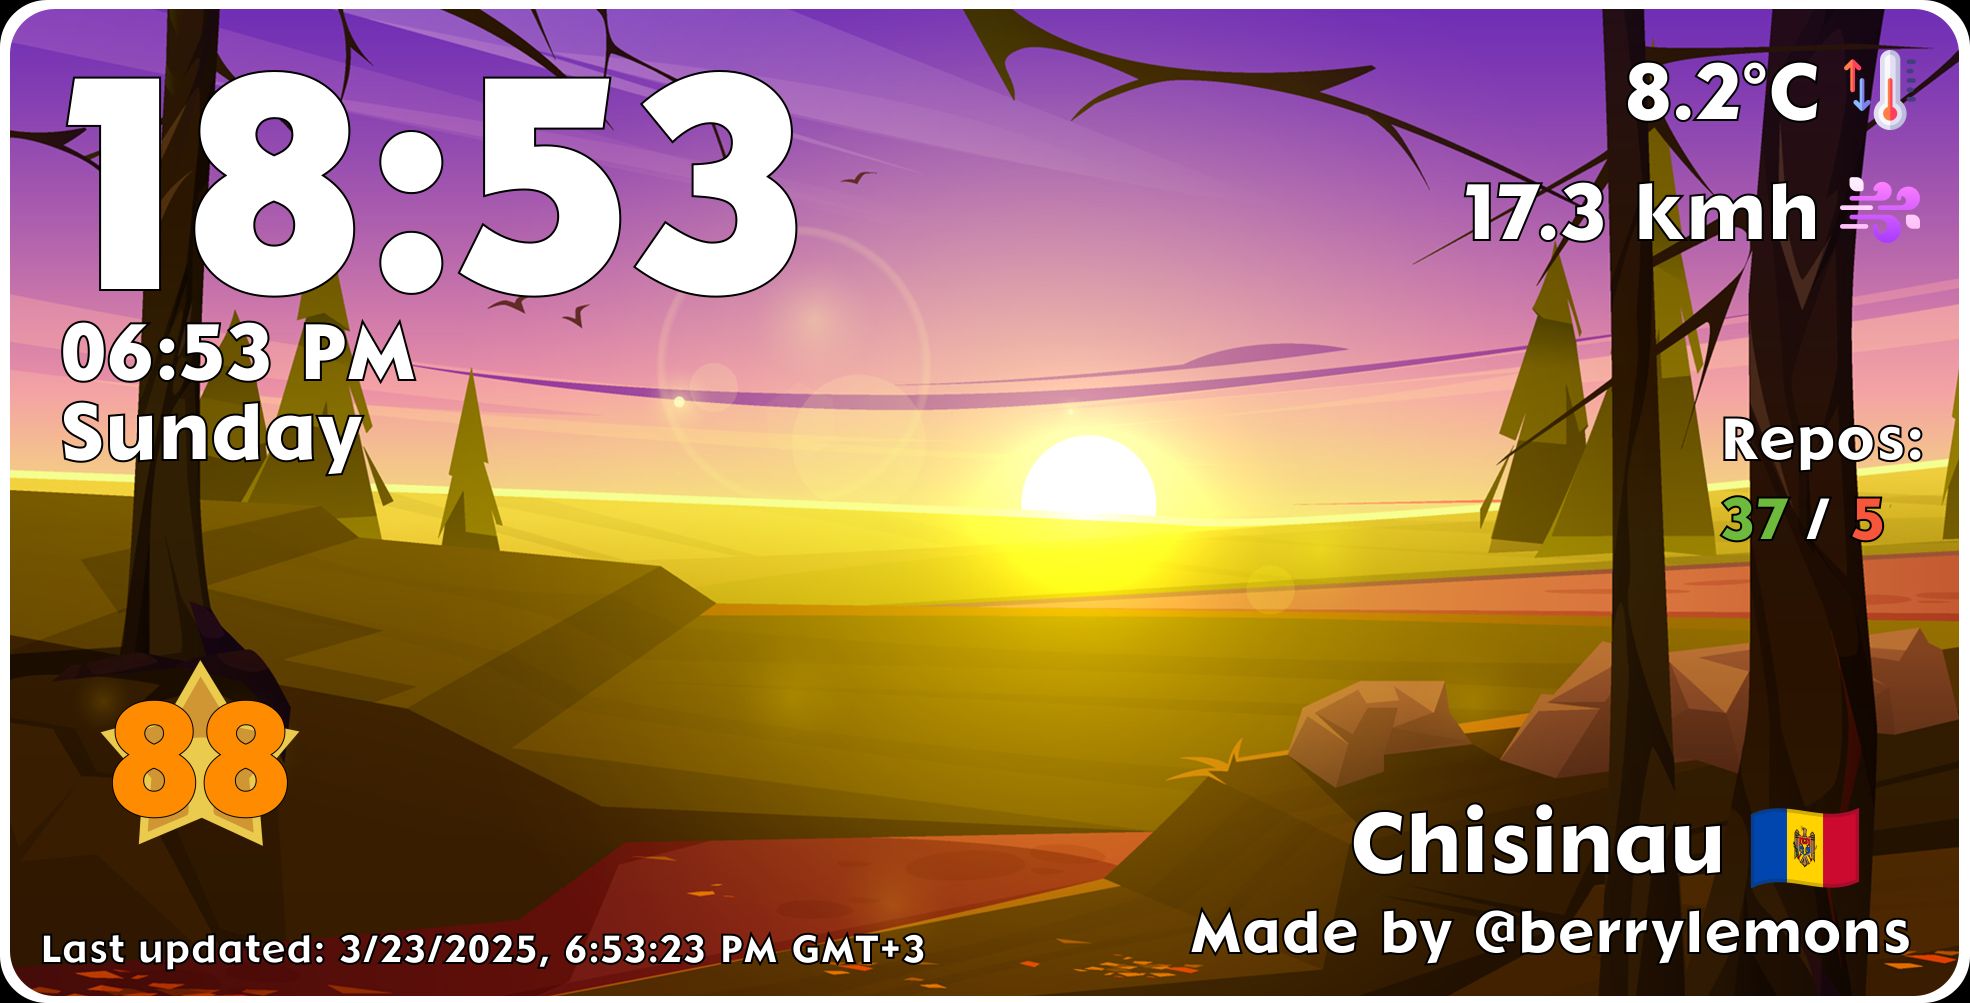 18:53
06:53 PM
Sunday
8.2°C
17.3 kmh
Repos:
37 / 5
88
Chisinau
Made by @berrylemons
Last updated: 3/23/2025, 6:53:23 PM GMT+3